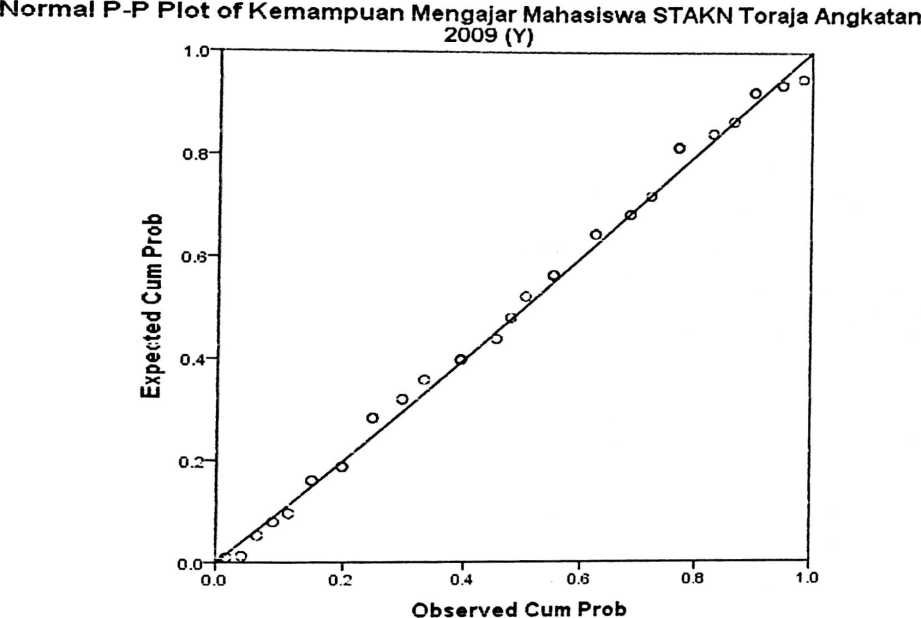 Normal P-P Plot of Kemampuan Mengajar Mahasiswa STAKN Toraja Angkatan
2009 (Y)
1.0
0.8
0.6
0.4
0.2
0.0
Expected Cum Prob
0.0 0.2 0.4 0.6 0.8 1.0
Observed Cum Prob